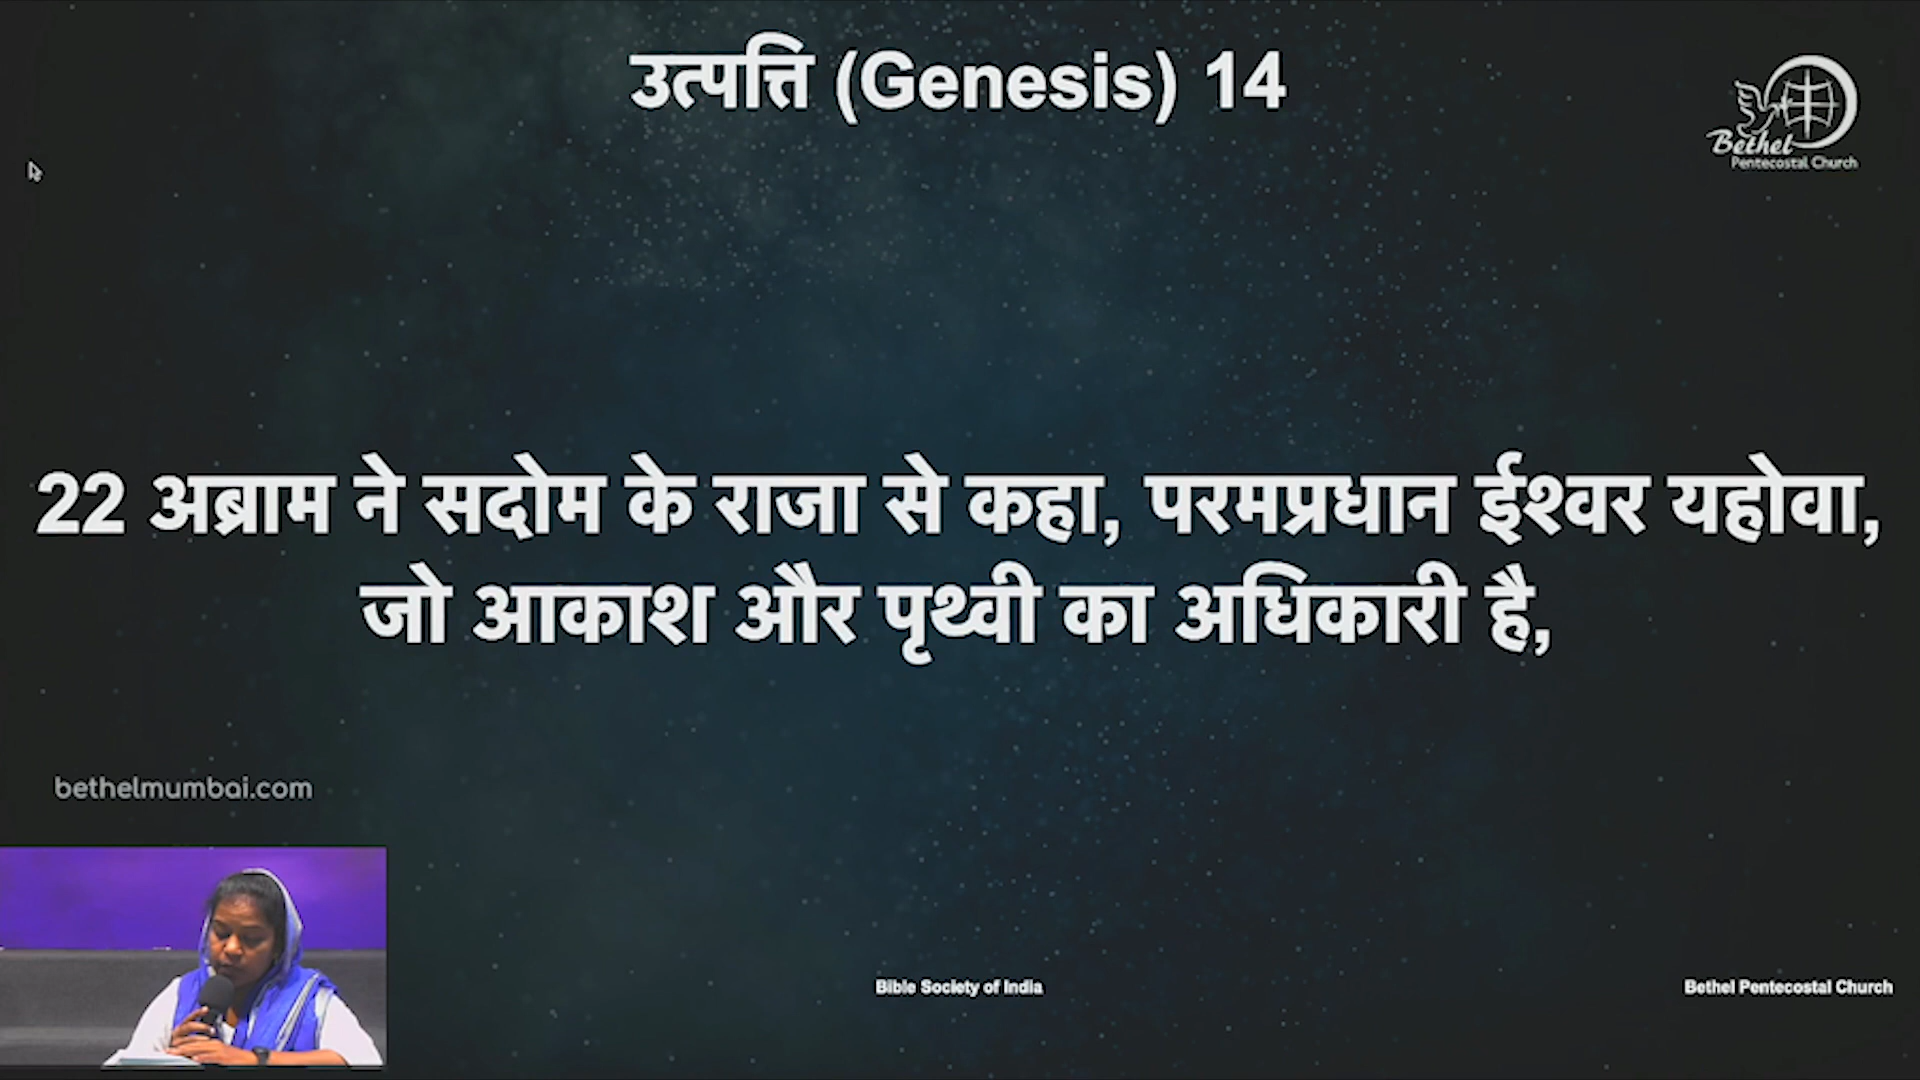 उत्पत्ति (Genesis) 14
Bethel
Pentecostal Church
22 अब्राम ने सदोम के राजा से कहा, परमप्रधान ईश्वर यहोवा,
जो आकाश और पृथ्वी का अधिकारी है,
bethelmumbai.com
Bible Society of India
Bethel Pentecostal Church